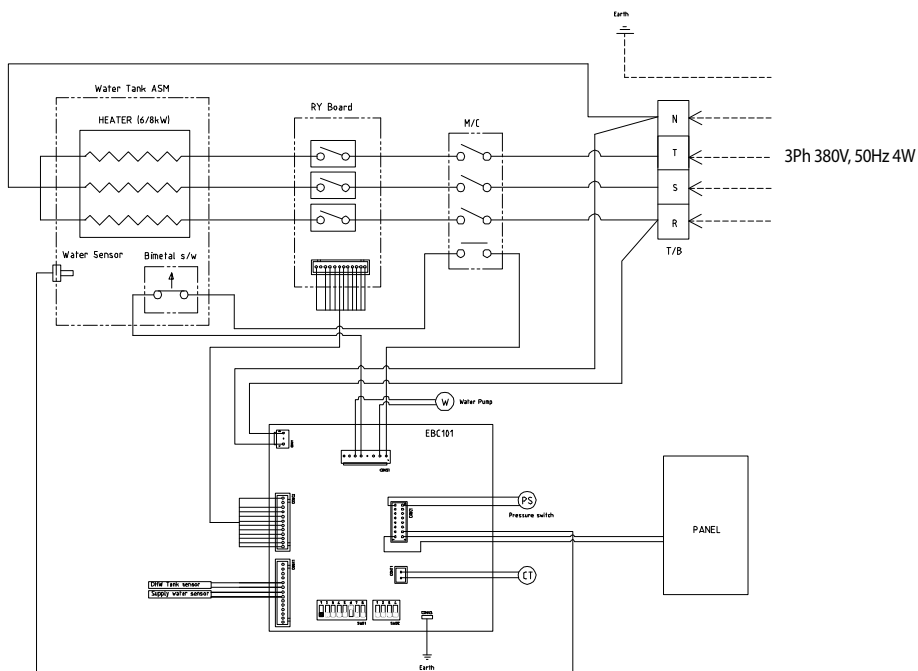 Earth
Water Tank ASM
HEATER (6/8kW)
RY Board
M/C
N
T
3Ph 380V, 50Hz 4W
S
R
T/B
Water Sensor
Bimetal s/w
W
Water Pump
EBC101
PS
Pressure switch
PANEL
CT
DHW Tank sensor
Supply water sensor
Earth